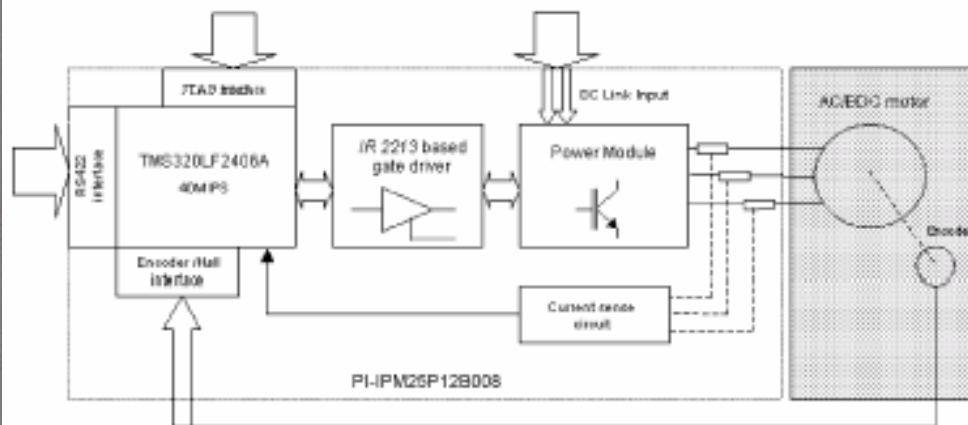 JTAG Interface
DC Link Input
AC/BDC motor
RS422
interface
TMS320LF2406A
40MIPS
IR 2213 based
gate driver
Power Module
Encoder /Hall
interface
Encoder
Current sense
circuit
PI-IPM25P12B008